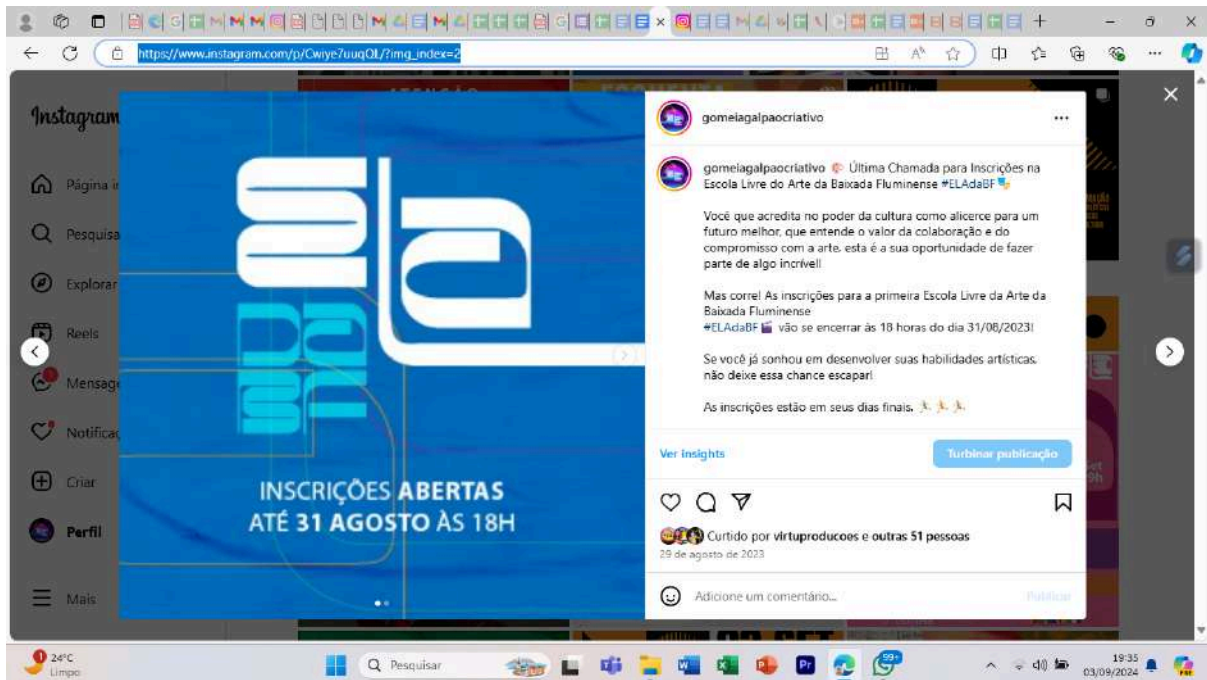 https://www.instagram.com/p/Cwiye7uuqQL/?img_index=2
Instagram
Página in
Pesquisa
Explorar
Reels
Mensage
Notificaç
Criar
Perfil
Mais
ela
da
INSCRIÇÕES ABERTAS
ATÉ 31 AGOSTO ÀS 18H
gomeiagalpaocriativo
gomeiagalpaocriativo Última Chamada para Inscrições na
Escola Livre do Arte da Baixada Fluminense #ELAdaBF
Você que acredita no poder da cultura como alicerce para um
futuro melhor, que entende o valor da colaboração e do
compromisso com a arte, esta é a sua oportunidade de fazer
parte de algo incrível!
Mas corre! As inscrições para a primeira Escola Livre da Arte da
Baixada Fluminense
#ELAdaBF vão se encerrar às 18 horas do dia 31/08/2023!
Se você já sonhou em desenvolver suas habilidades artísticas,
não deixe essa chance escapar!
As inscrições estão em seus dias finais.
Ver insights
Turbinar publicação
Curtido por virtuproducoes e outras 51 pessoas
29 de agosto de 2023
Adicione um comentário...
Publicar
24°C
Limpo
Pesquisar
99+
19:35
03/09/2024